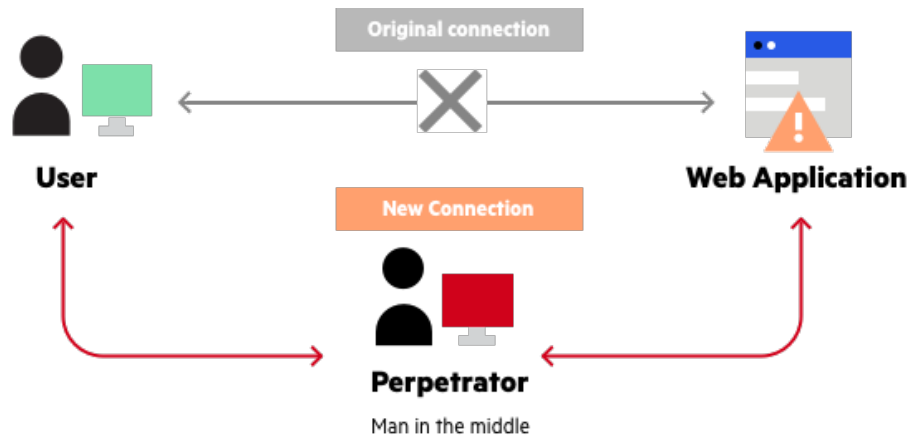 Original connection
User
Web Application
New Connection
Perpetrator
Man in the middle